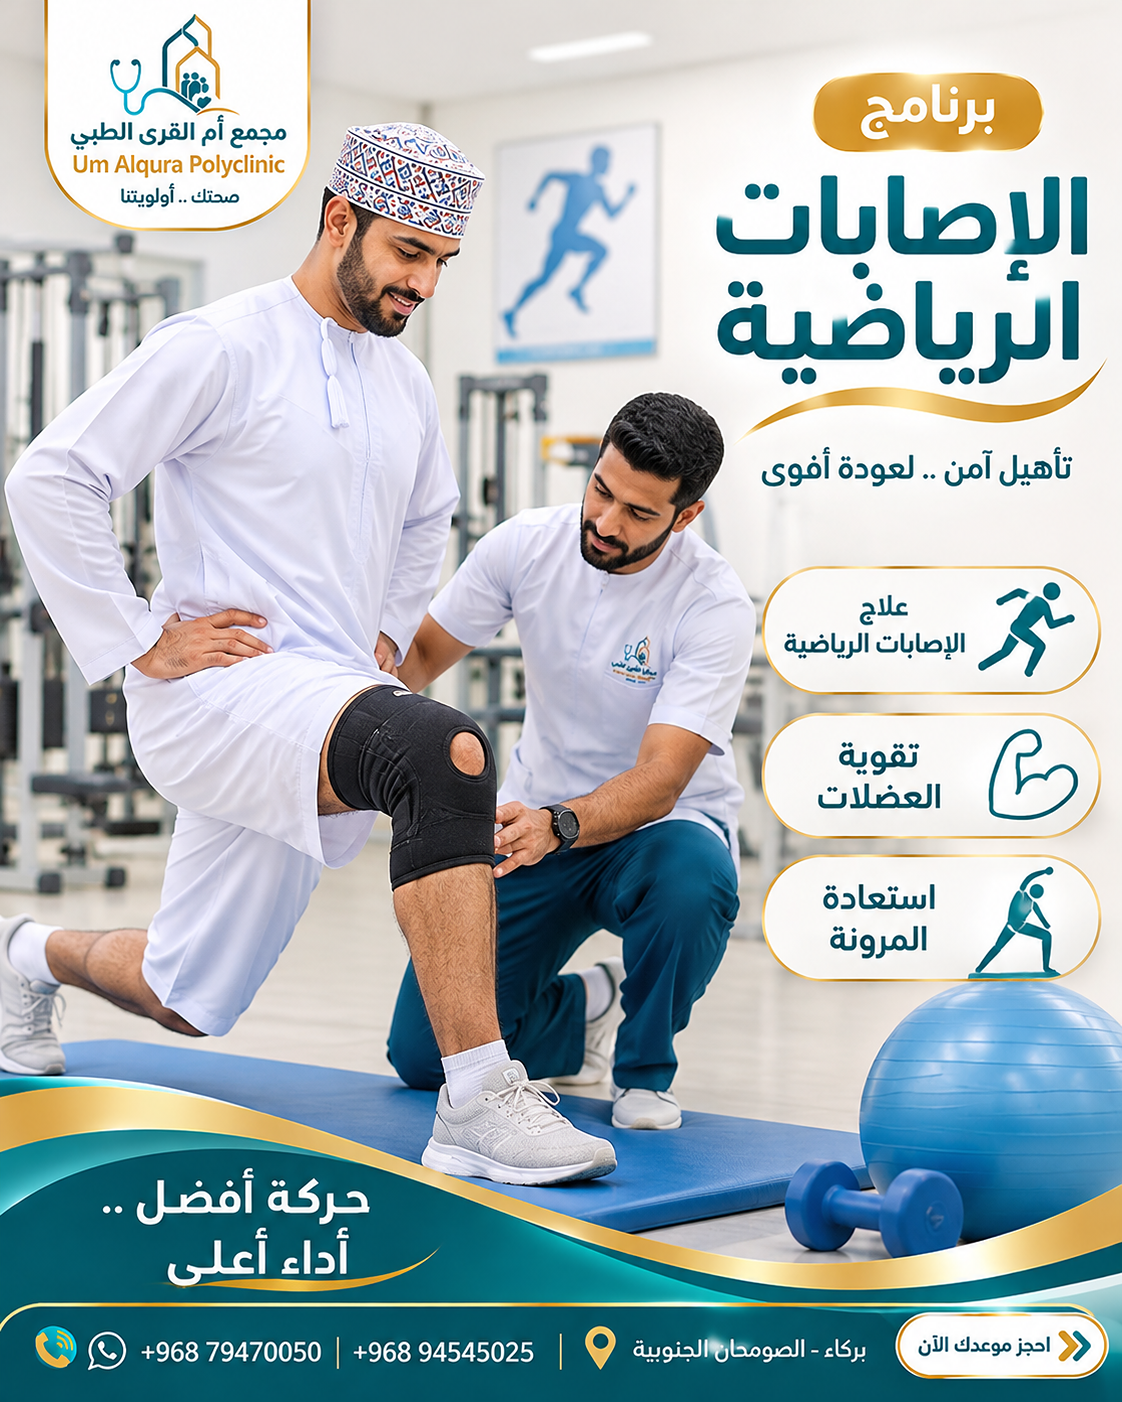 مجمع أم القرى الطبي
Um Alqura Polyclinic
صحتك .. أولويتنا
برنامج
الإصابات
الرياضية
تأهيل آمن .. لعودة أقوى
علاج
الإصابات الرياضية
تقوية
العضلات
استعادة
المرونة
حركة أفضل ..
أداء أعلى
+968 79470050 | +968 94545025
بركاء - الصومحان الجنوبية
احجز موعدك الآن